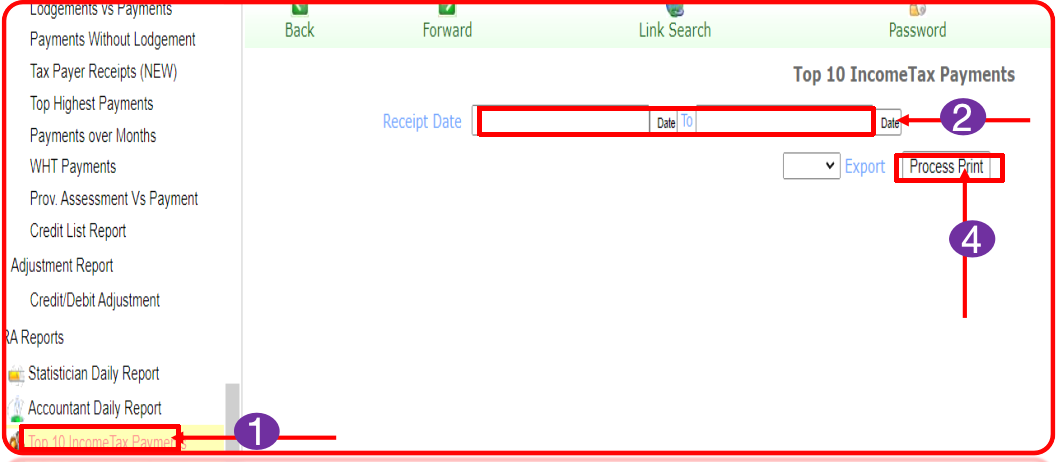 Lodgements Vs Payments
Payments Without Lodgement
Tax Payer Receipts (NEW)
Top Highest Payments
Payments over Months
WHT Payments
Prov. Assessment Vs Payment
Credit List Report
Adjustment Report
Credit/Debit Adjustment
RA Reports
Statistician Daily Report
Accountant Daily Report
Top 10 IncomeTax Payments
1
Back
Forward
Link Search
Password
Top 10 IncomeTax Payments
Receipt Date
Date
To
Date
2
Export
Process Print
4